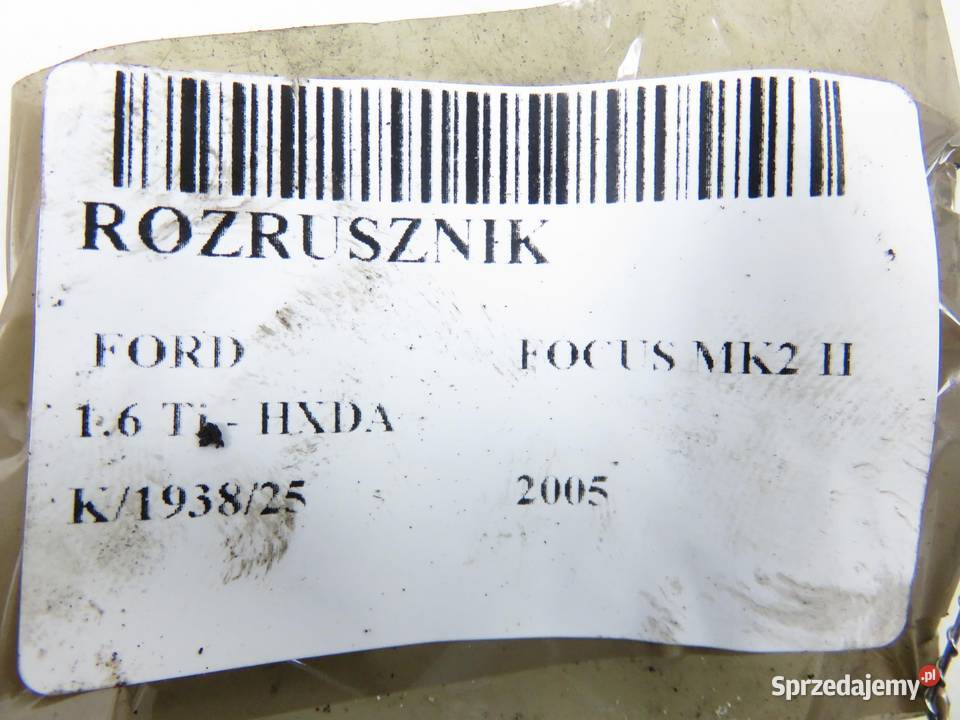 ROZRUSZNIK
FORD FOCUS MK2 II
1.6 Ti - HXDA
K/1938/25 2005
Sprzedajemy.pl